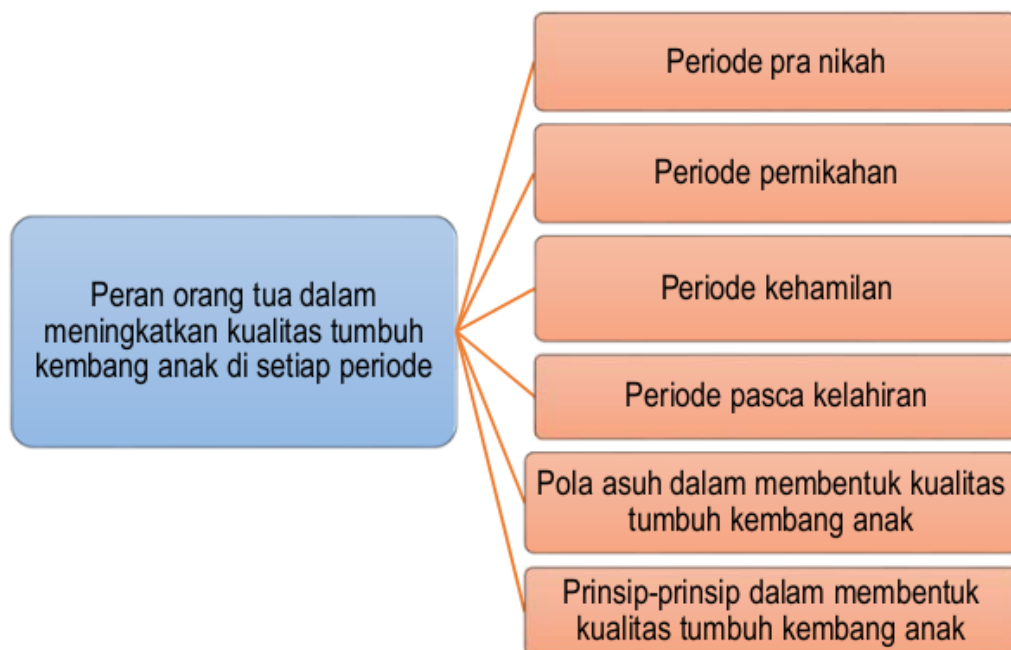 Peran orang tua dalam
meningkatkan kualitas tumbuh
kembang anak di setiap periode
Periode pra nikah
Periode pernikahan
Periode kehamilan
Periode pasca kelahiran
Pola asuh dalam membentuk kualitas
tumbuh kembang anak
Prinsip-prinsip dalam membentuk
kualitas tumbuh kembang anak